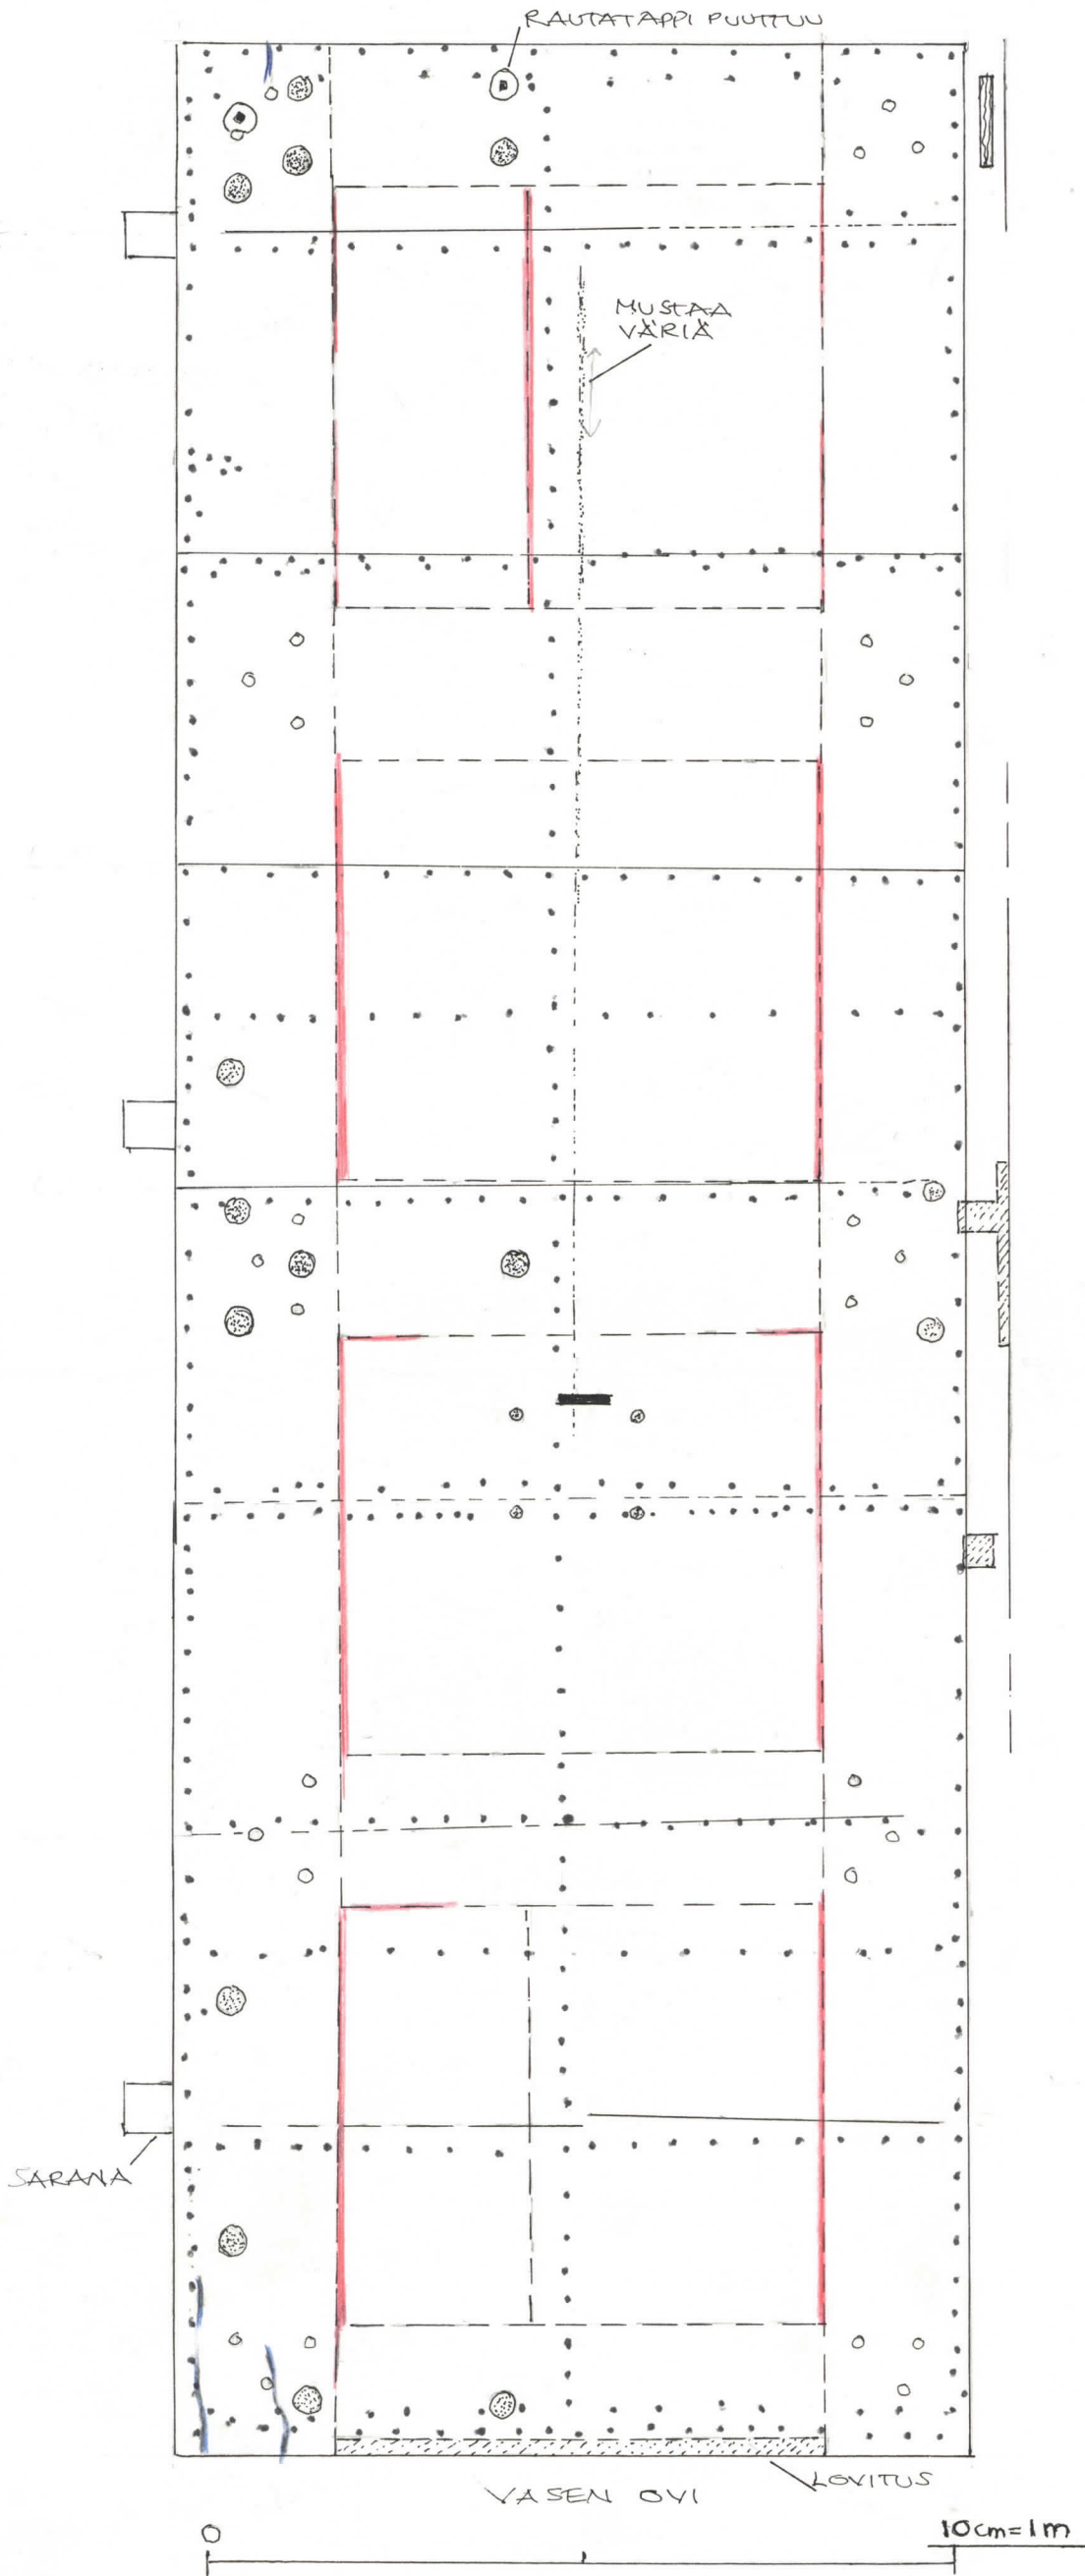 RAUTATAPPI PUUTTUU
MUSTAA
VÄRIÄ
SARANA
LOVITUS
VASEN OVI
0
10cm=1m